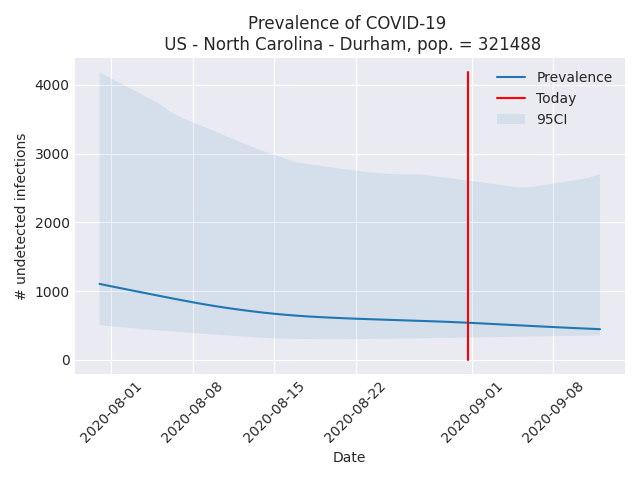 Prevalence of COVID-19
US - North Carolina - Durham, pop. = 321488
Prevalence
Today
95CI
# undetected infections
4000
3000
2000
1000
0
2020-08-01
2020-08-08
2020-08-15
2020-08-22
2020-09-01
2020-09-08
Date